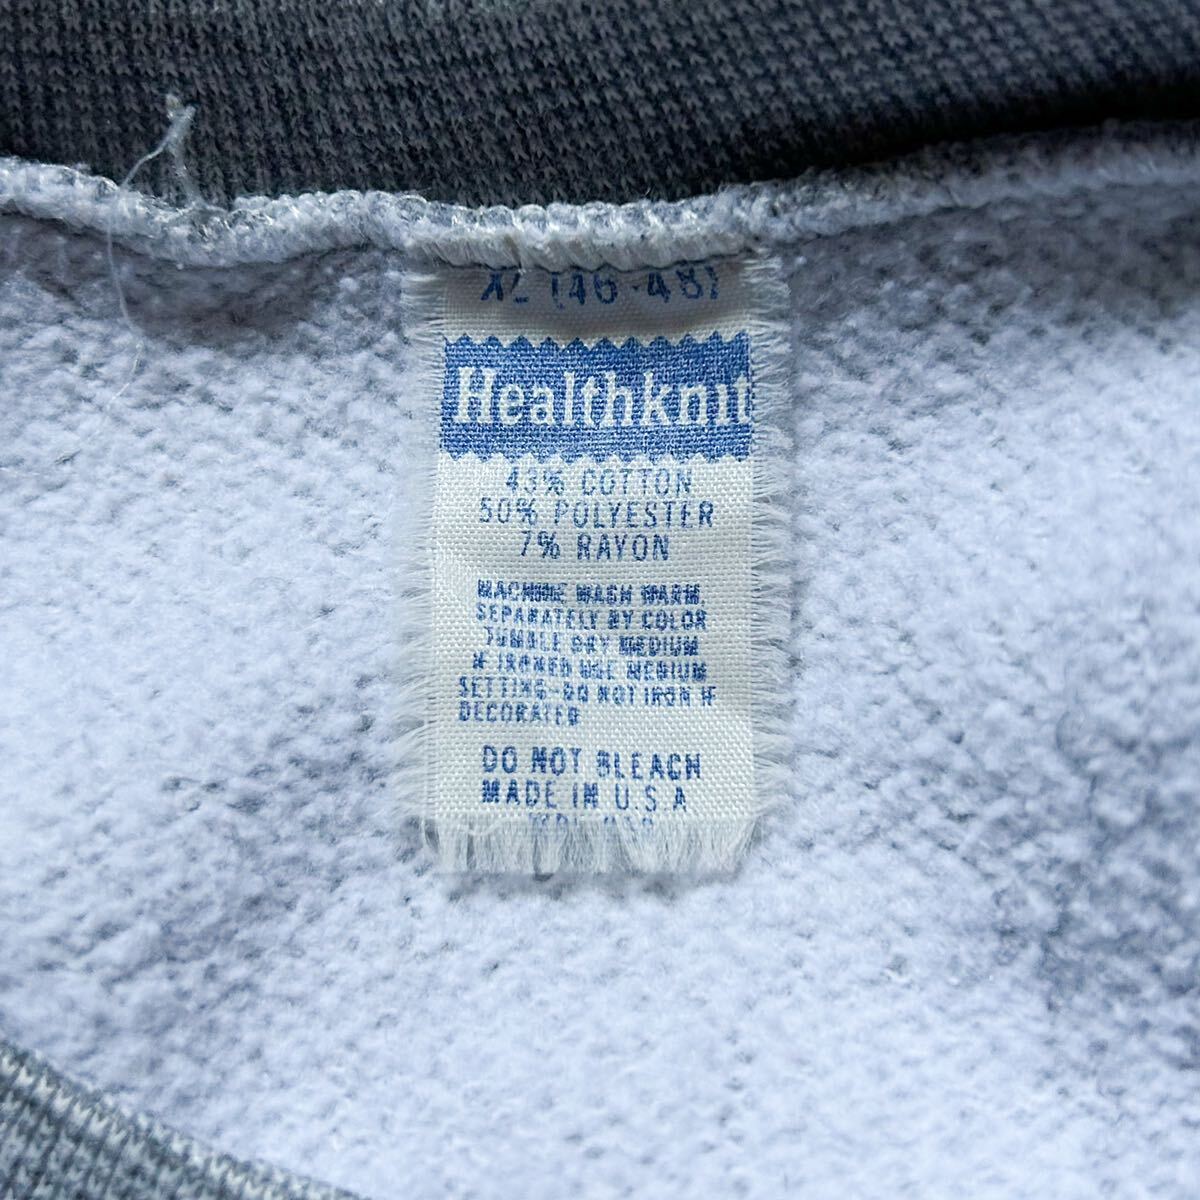 XL (46-48)
Healthknit
43% COTTON
50% POLYESTER
7% RAYON
MACHINE WASH WARM,
SEPARATELY BY COLOR
TUMBLE DRY MEDIUM
IF IRONED USE MEDIUM
SETTING-DO NOT IRON IF
DECORATED
DO NOT BLEACH
MADE IN U.S.A